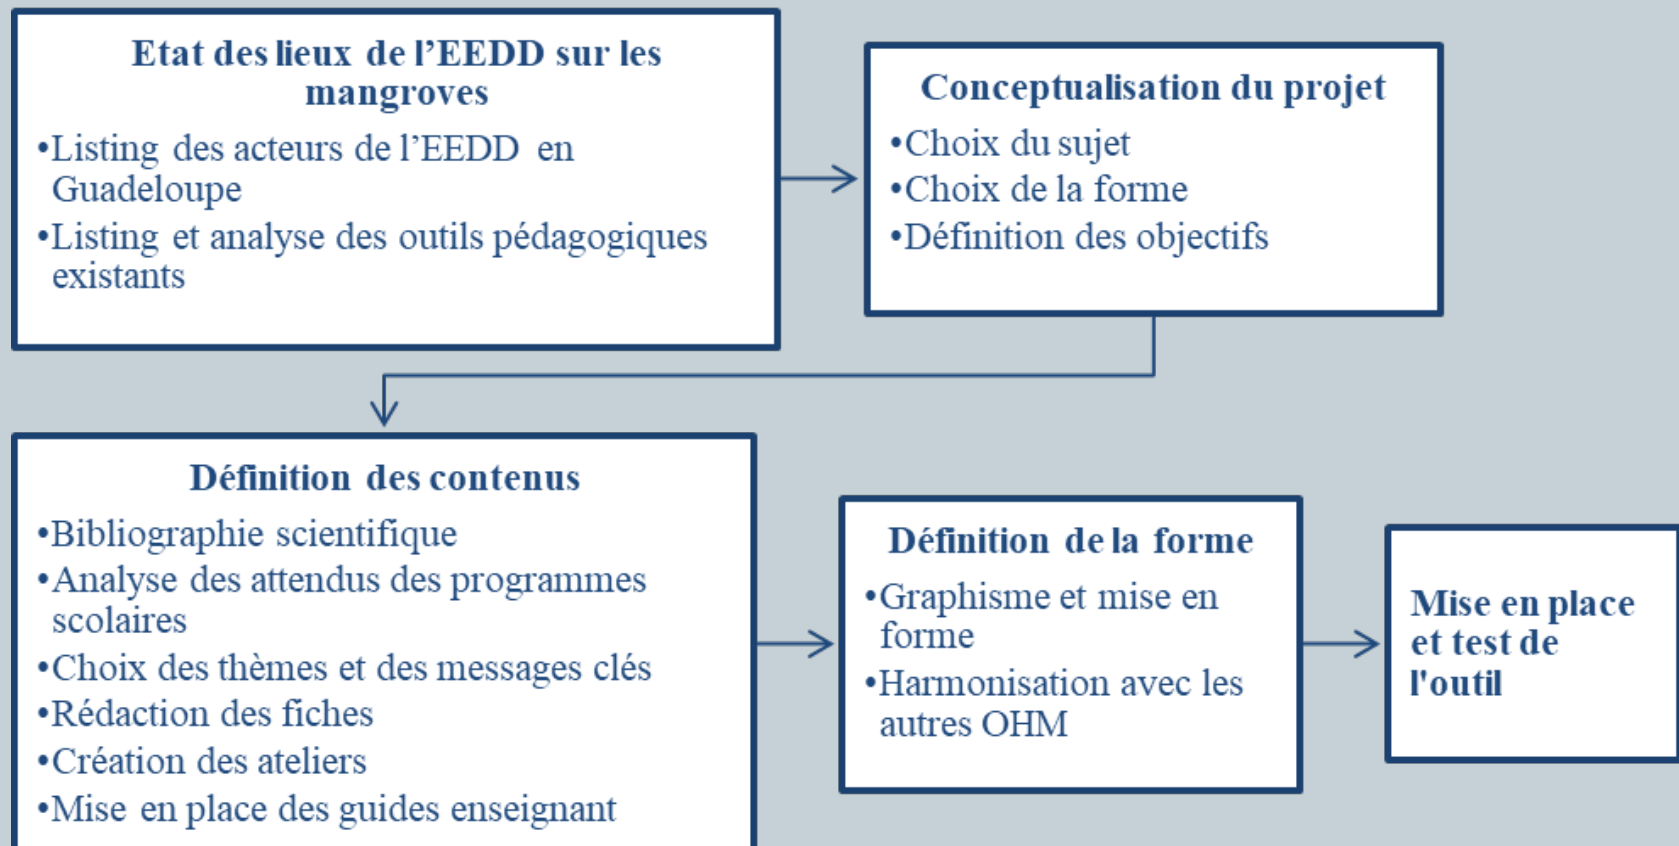 Etat des lieux de l'EEDD sur les
mangroves
•Listing des acteurs de l'EEDD en
Guadeloupe
•Listing et analyse des outils pédagogiques
existants
Conceptualisation du projet
•Choix du sujet
•Choix de la forme
•Définition des objectifs
Définition des contenus
•Bibliographie scientifique
•Analyse des attendus des programmes
scolaires
•Choix des thèmes et des messages clés
•Rédaction des fiches
•Création des ateliers
•Mise en place des guides enseignant
Définition de la forme
•Graphisme et mise en
forme
•Harmonisation avec les
autres OHM
Mise en place
et test de
l'outil